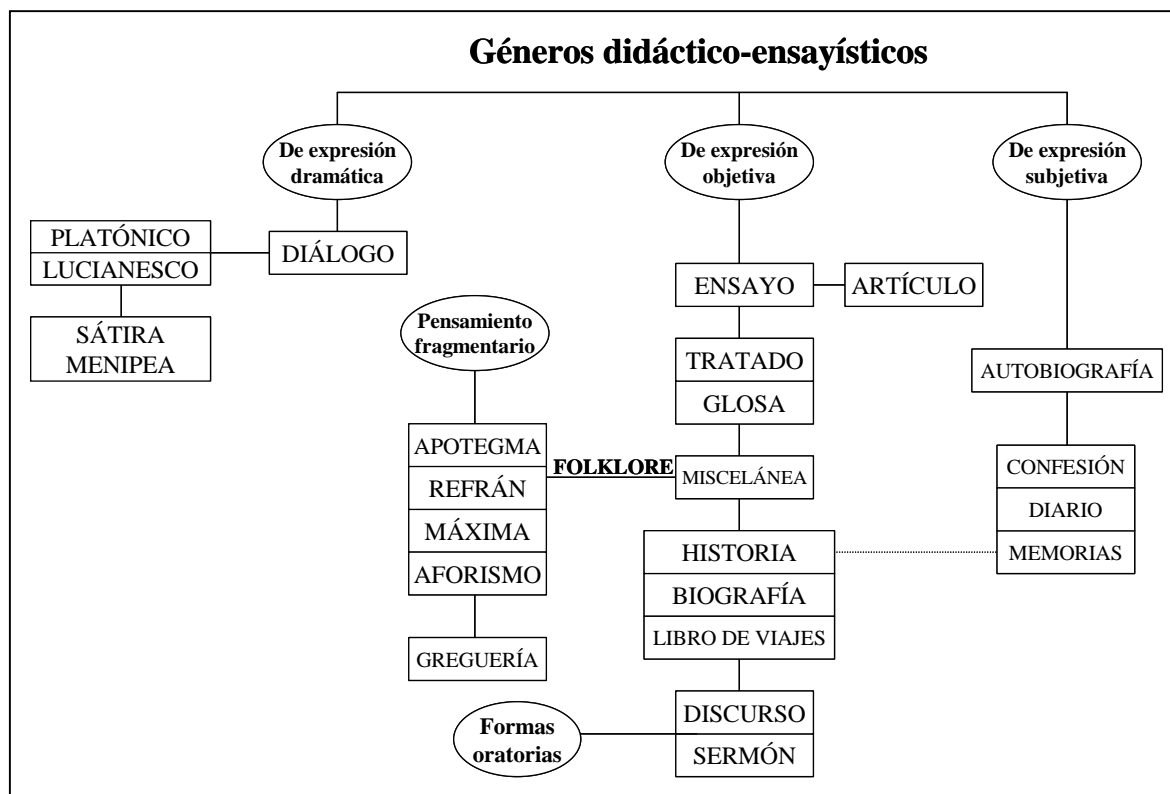 Géneros didáctico-ensayísticos
De expresión
dramática
De expresión
objetiva
De expresión
subjetiva
PLATÓNICO
LUCIANESCO
DIÁLOGO
SÁTIRA
MENIPEA
ENSAYO
ARTÍCULO
Pensamiento
fragmentario
TRATADO
GLOSA
AUTOBIOGRAFÍA
APOTEGMA
REFRÁN
MÁXIMA
AFORISMO
FOLKLORE
MISCELÁNEA
CONFESIÓN
DIARIO
MEMORIAS
HISTORIA
BIOGRAFÍA
LIBRO DE VIAJES
GREGUERÍA
Formas
oratorias
DISCURSO
SERMÓN